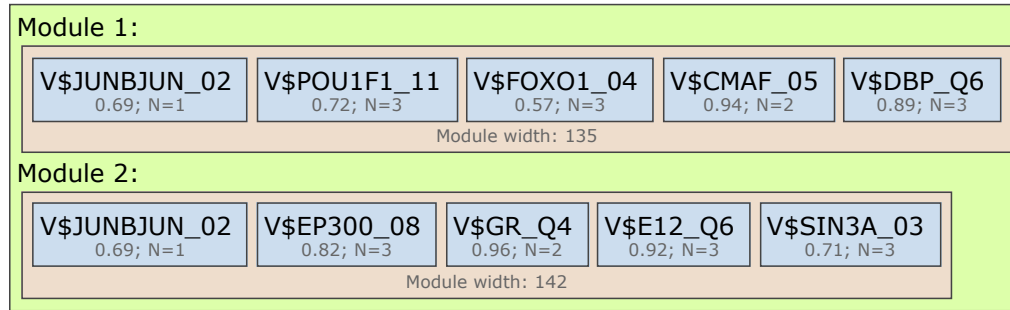 Module 1:
V$JUNBJUN_02 V$POU1F1_11 V$FOXO1_04 V$CMAF_05 V$DBP_Q6
0.69; N=1 0.72; N=3 0.57; N=3 0.94; N=2 0.89; N=3
Module width: 135
Module 2:
V$JUNBJUN_02 V$EP300_08 V$GR_Q4 V$E12_Q6 V$SIN3A_03
0.69; N=1 0.82; N=3 0.96; N=2 0.92; N=3 0.71; N=3
Module width: 142